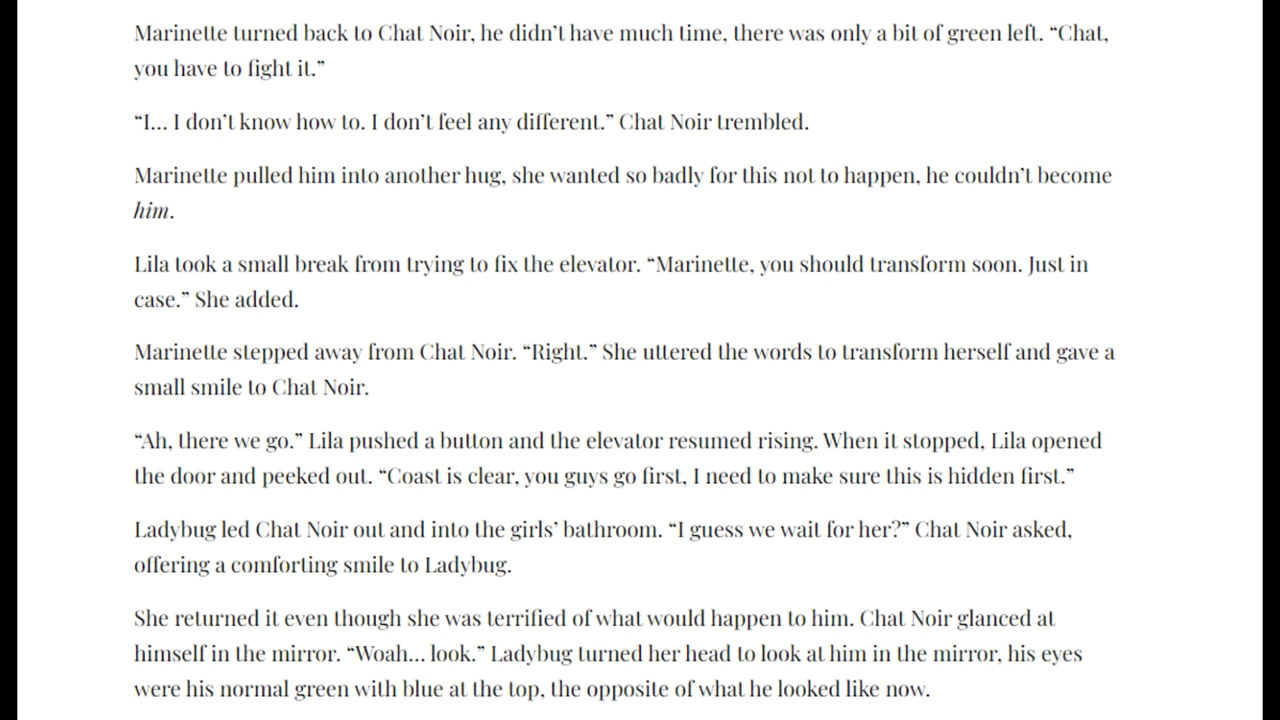 Marinette turned back to Chat Noir, he didn’t have much time, there was only a bit of green left. “Chat,
you have to fight it.”
“I... I don’t know how to. I don’t feel any different.” Chat Noir trembled.
Marinette pulled him into another hug, she wanted so badly for this not to happen, he couldn’t become
him.
Lila took a small break from trying to fix the elevator. “Marinette, you should transform soon. Just in
case.” She added.
Marinette stepped away from Chat Noir. “Right.” She uttered the words to transform herself and gave a
small smile to Chat Noir.
“Ah, there we go.” Lila pushed a button and the elevator resumed rising. When it stopped, Lila opened
the door and peeked out. “Coast is clear, you guys go first, I need to make sure this is hidden first.”
Ladybug led Chat Noir out and into the girls’ bathroom. “I guess we wait for her?” Chat Noir asked,
offering a comforting smile to Ladybug.
She returned it even though she was terrified of what would happen to him. Chat Noir glanced at
himself in the mirror. “Woah... look.” Ladybug turned her head to look at him in the mirror, his eyes
were his normal green with blue at the top, the opposite of what he looked like now.